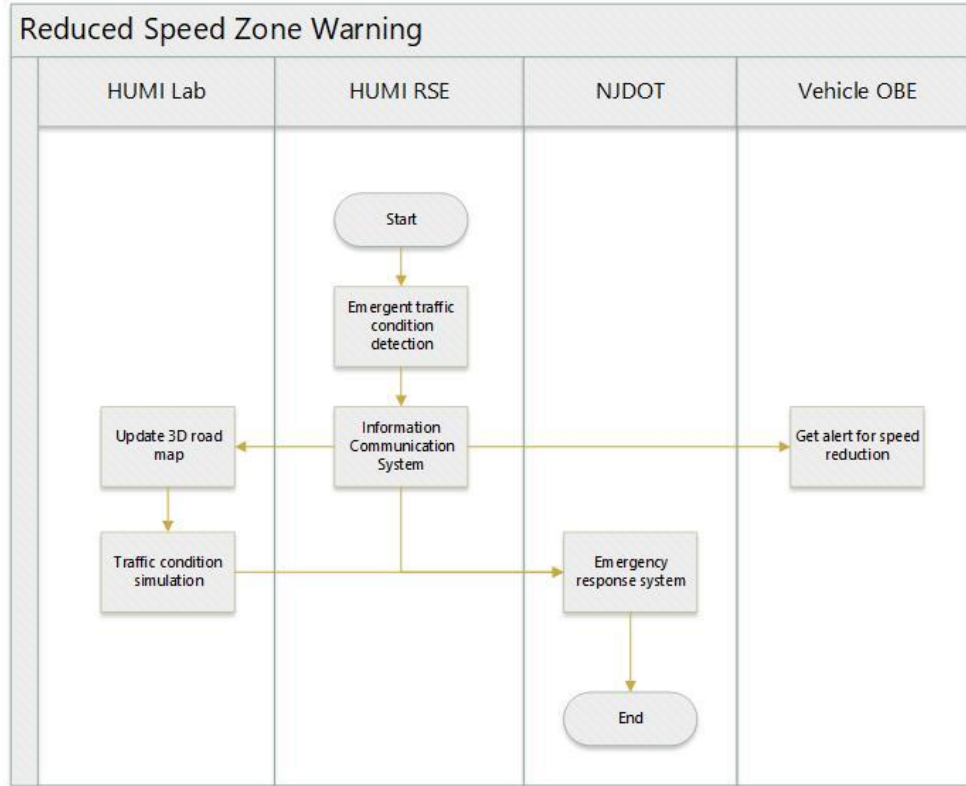 Reduced Speed Zone Warning
HUMI Lab
HUMI RSE
NJDOT
Vehicle OBE
Start
Emergent traffic
condition
detection
Update 3D road
map
Information
Communication
System
Get alert for speed
reduction
Traffic condition
simulation
Emergency
response system
End